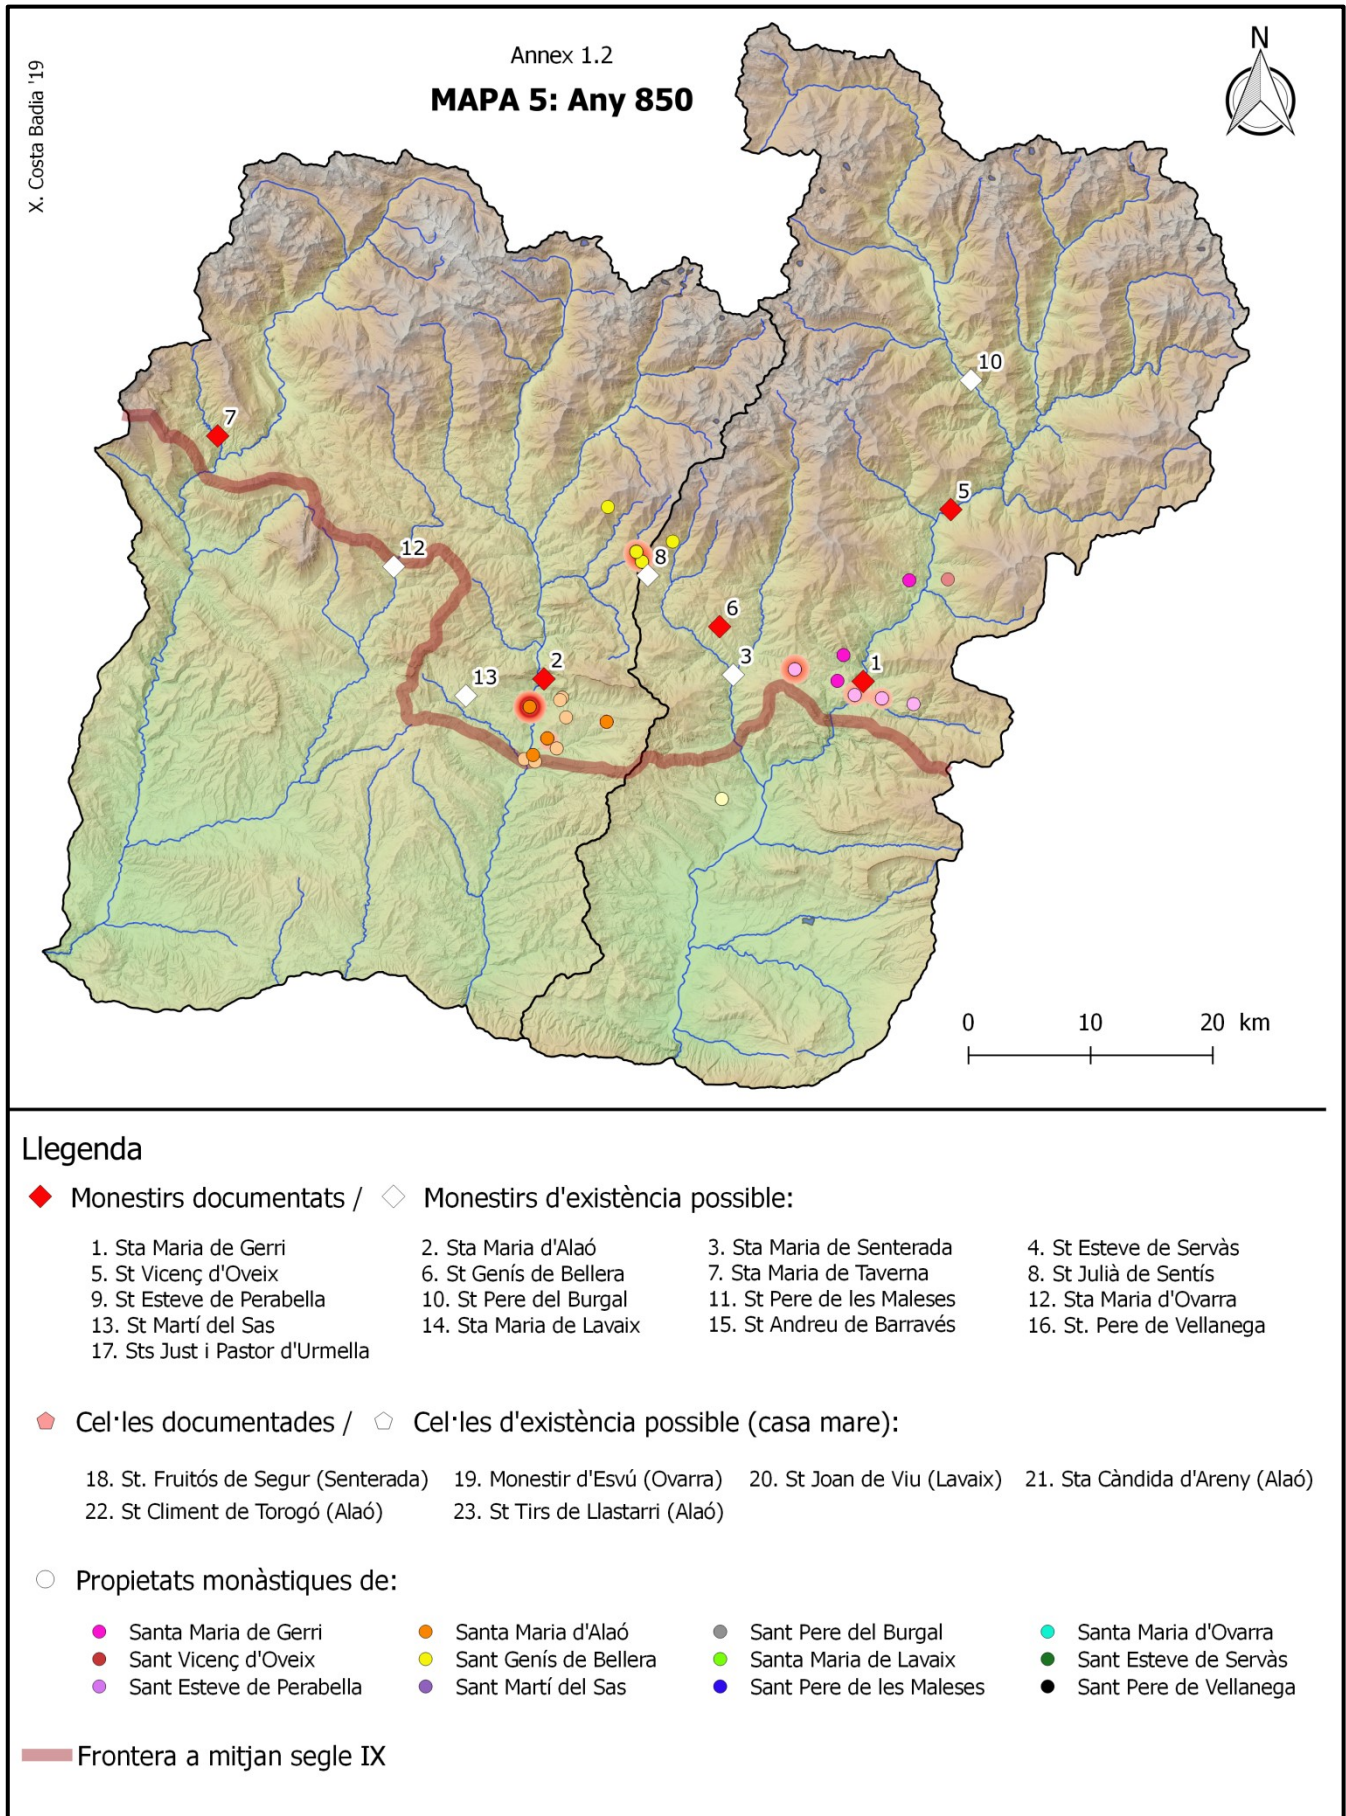 X. Costa Badia '19
Annex 1.2
MAPA 5: Any 850
N
10
7
5
12
8
6
3
2
1
13
0 10 20 km
Llegenda
Monestirs documentats / Monestirs d'existència possible:
1. Sta Maria de Gerri 2. Sta Maria d'Alaó 3. Sta Maria de Senterada 4. St Esteve de Servàs
5. St Vicenç d'Oveix 6. St Genís de Bellera 7. Sta Maria de Taverna 8. St Julià de Sentís
9. St Esteve de Perabella 10. St Pere del Burgal 11. St Pere de les Maleses 12. Sta Maria d'Ovarra
13. St Martí del Sas 14. Sta Maria de Lavaix 15. St Andreu de Barravés 16. St. Pere de Vellanega
17. Sts Just i Pastor d'Urmella
Cel·les documentades / Cel·les d'existència possible (casa mare):
18. St. Fruitós de Segur (Senterada) 19. Monestir d'Esvú (Ovarra) 20. St Joan de Viu (Lavaix) 21. Sta Càndida d'Areny (Alaó)
22. St Climent de Torogó (Alaó) 23. St Tirs de Llastarri (Alaó)
Propietats monàstiques de:
Santa Maria de Gerri Santa Maria d'Alaó Sant Pere del Burgal Santa Maria d'Ovarra
Sant Vicenç d'Oveix Sant Genís de Bellera Santa Maria de Lavaix Sant Esteve de Servàs
Sant Esteve de Perabella Sant Martí del Sas Sant Pere de les Maleses Sant Pere de Vellanega
Frontera a mitjan segle IX